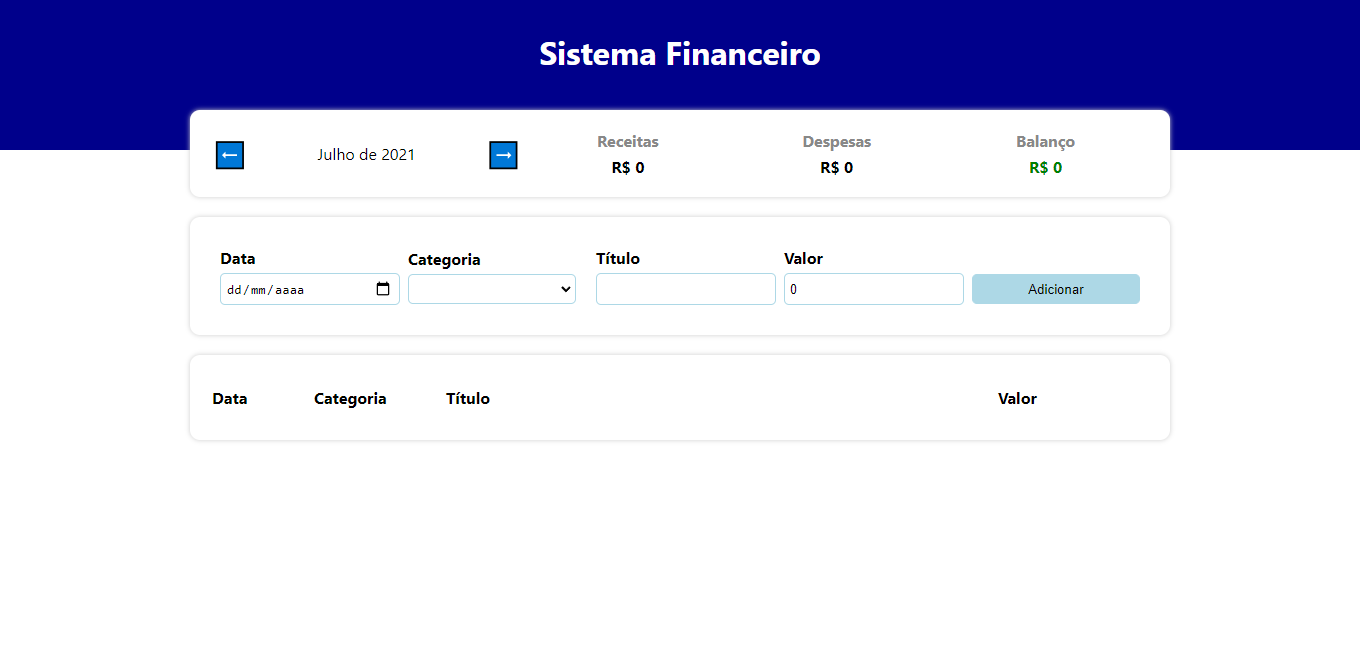 Sistema Financeiro
⬅️ Julho de 2021 ➡️ Receitas Despesas Balanço
R$ 0 R$ 0 R$ 0
Data Categoria Título Valor
dd/mm/aaaa 0 Adicionar
Data Categoria Título Valor